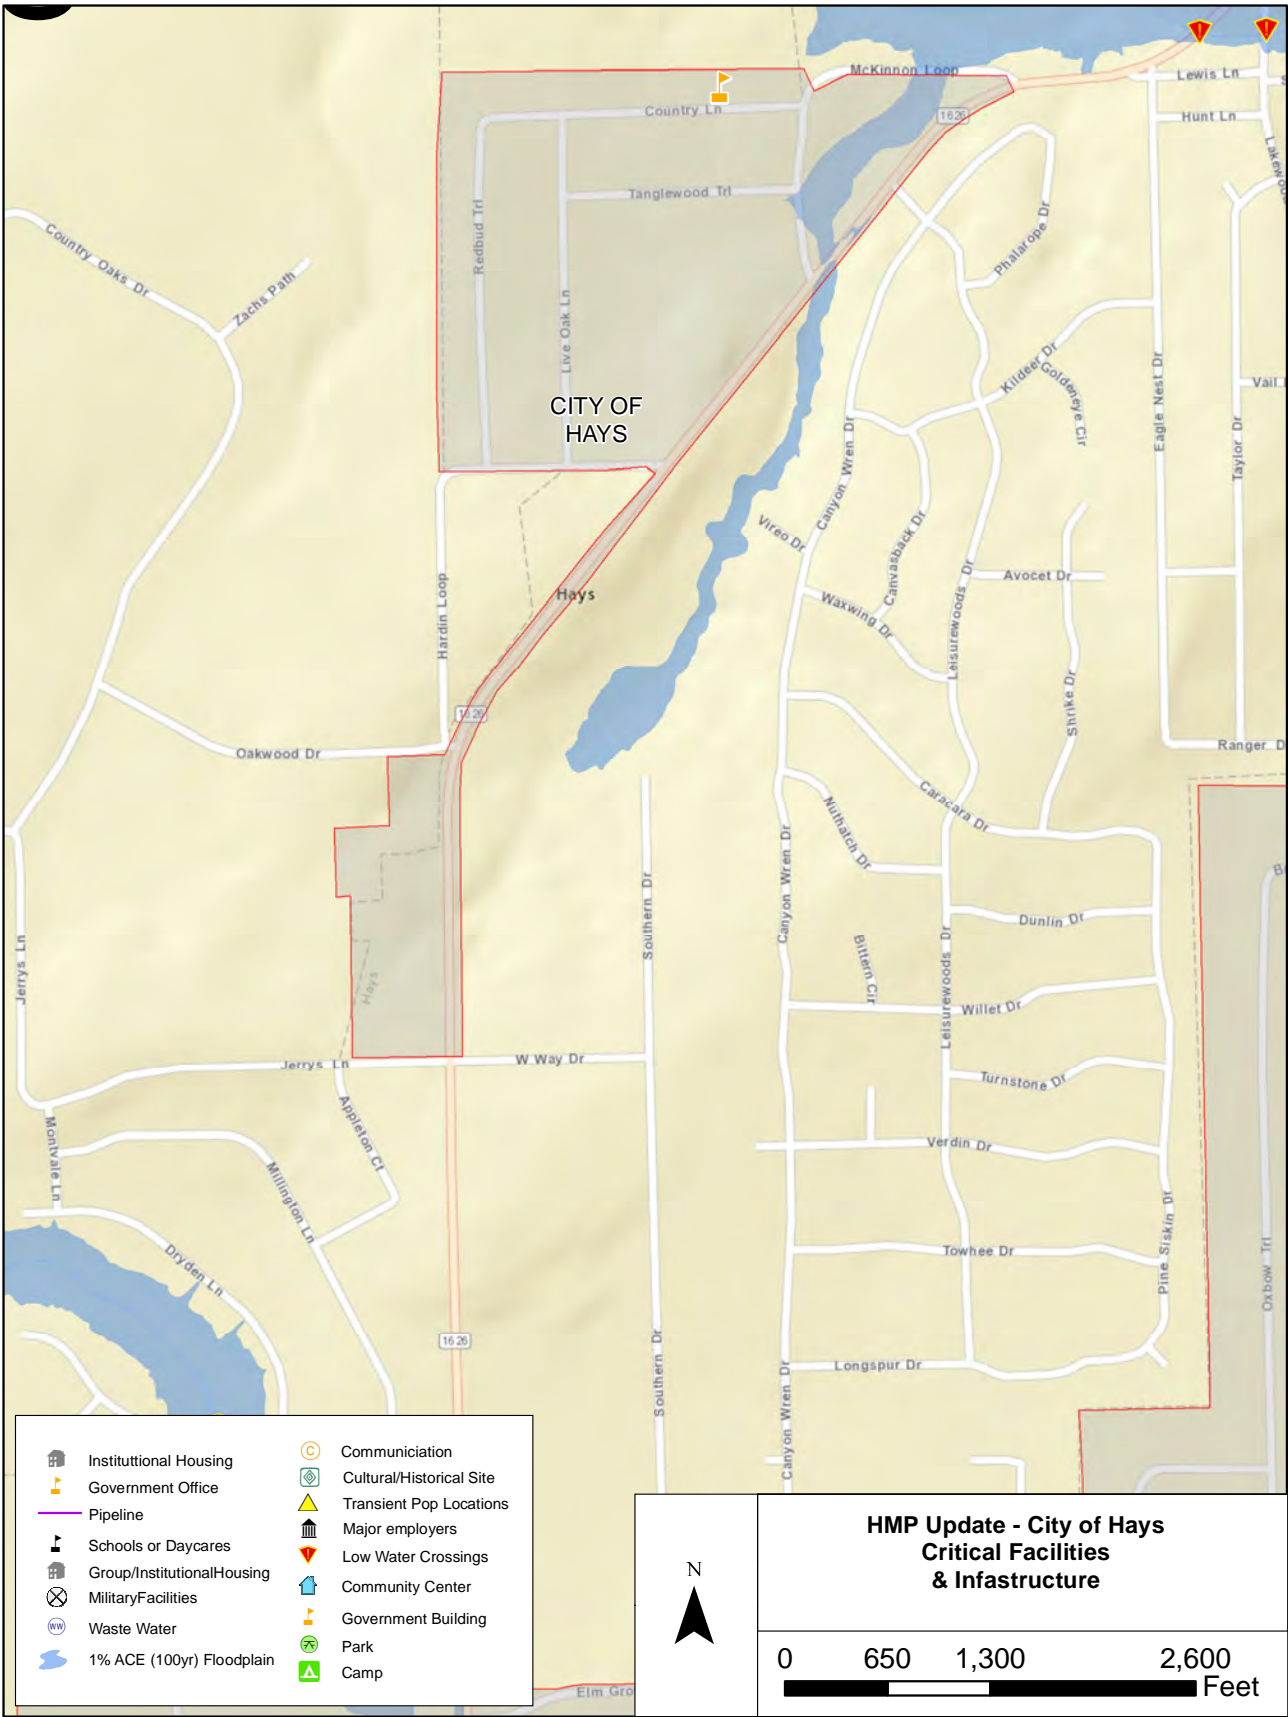 McKinnon Loop
Lewis Ln
Country Ln
1626
Hunt Ln
Lakewoo
Tanglewood Trl
Redbud Trl
Phalarope Dr
Country Oaks Dr
Zachs Path
Live Oak Ln
Kildeer Dr
Goldeneye Cir
Eagle Nest Dr
Vail
Taylor Dr
CITY OF
HAYS
Canyon Wren Dr
Vireo Dr
Canvasback Dr
Avocet Dr
Leisurewoods Dr
Hardin Loop
Hays
Waxwing Dr
Shrike Dr
1626
Oakwood Dr
Ranger D
Caracara Dr
Nuthatch Dr
Canyon Wren Dr
Southern Dr
Dunlin Dr
Jerrys Ln
Hays
Bittern Cir
Leisurewoods Dr
Willet Dr
Jerrys Ln
W Way Dr
Turnstone Dr
Appleton Ct
Montvale Ln
Millington Ln
Verdin Dr
Pine Siskin Dr
Dryden Ln
Towhee Dr
Oxbow Trl
1626
Southern Dr
Longspur Dr
Canyon Wren Dr
Instituttional Housing
Government Office
Pipeline
Schools or Daycares
Group/InstitutionalHousing
MilitaryFacilities
WW
Waste Water
1% ACE (100yr) Floodplain
C
Communiciation
Cultural/Historical Site
Transient Pop Locations
Major employers
Low Water Crossings
Community Center
Government Building
Park
Camp
Elm Gro
N
HMP Update - City of Hays
Critical Facilities
& Infastructure
0 650 1,300 2,600
Feet